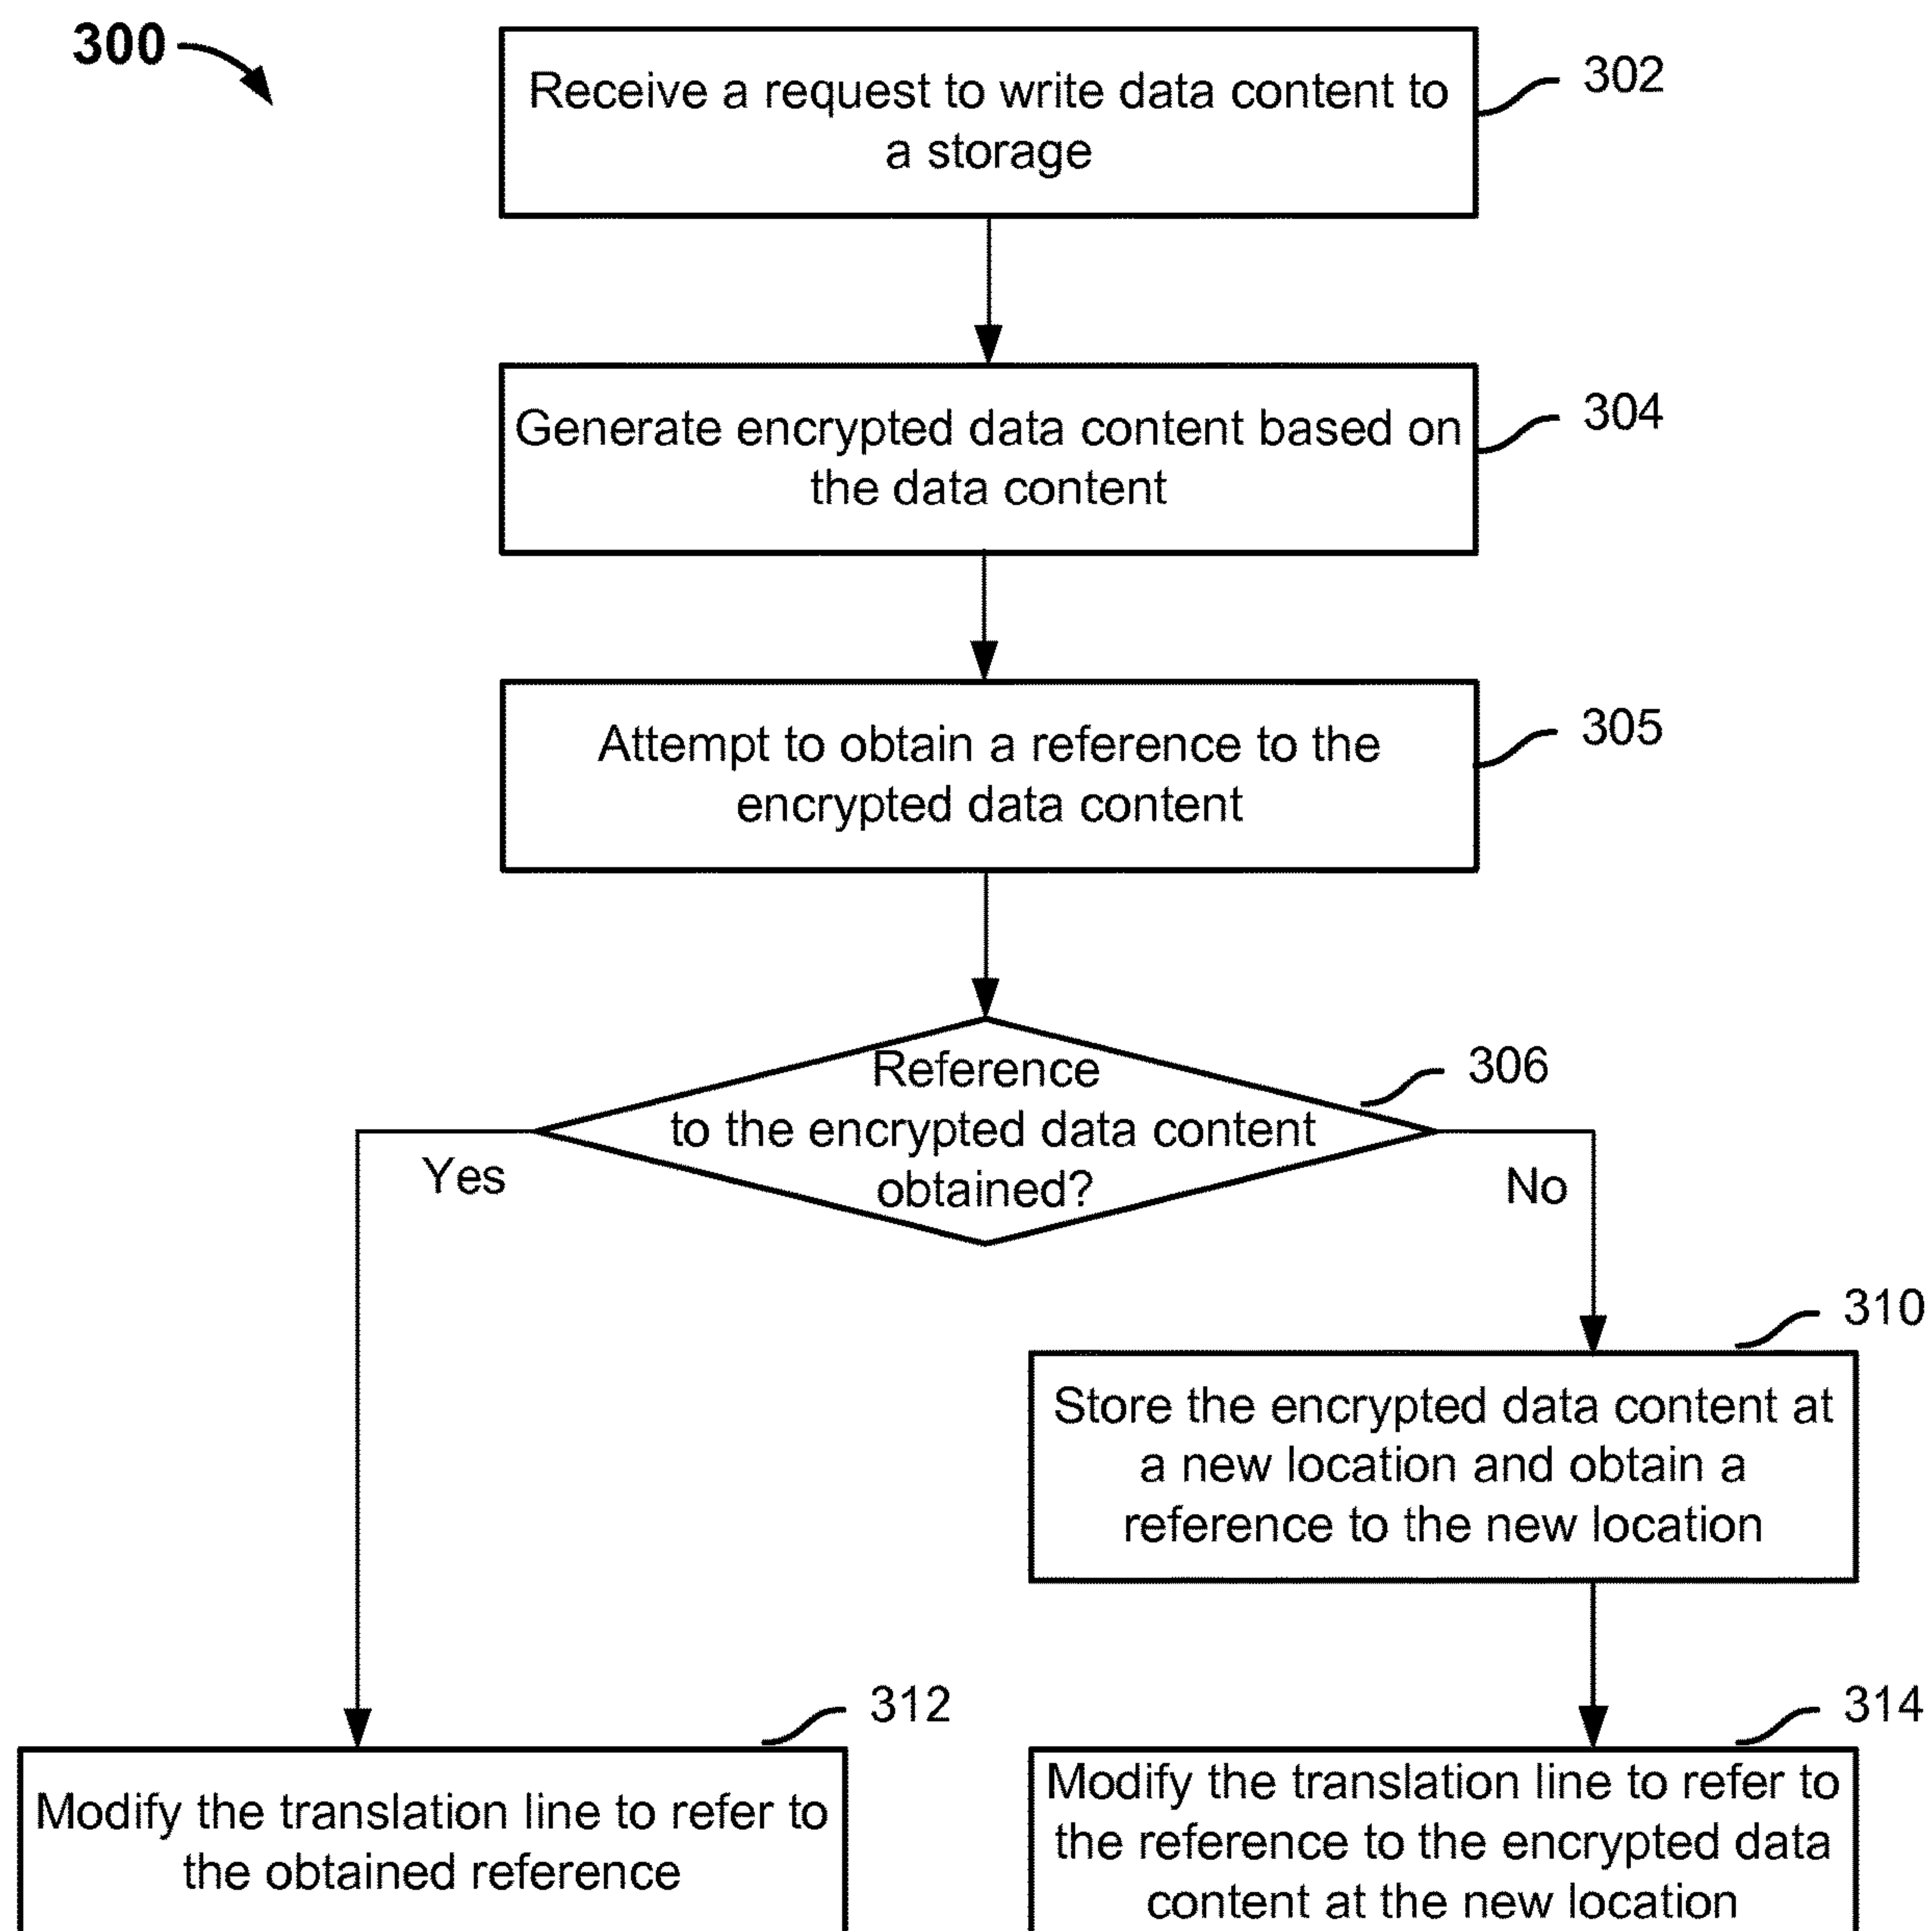 300
Receive a request to write data content to
a storage
302
Generate encrypted data content based on
the data content
304
Attempt to obtain a reference to the
encrypted data content
305
Reference
to the encrypted data content
obtained?
306
Yes
No
310
Store the encrypted data content at
a new location and obtain a
reference to the new location
312
Modify the translation line to refer to
the obtained reference
314
Modify the translation line to refer to
the reference to the encrypted data
content at the new location